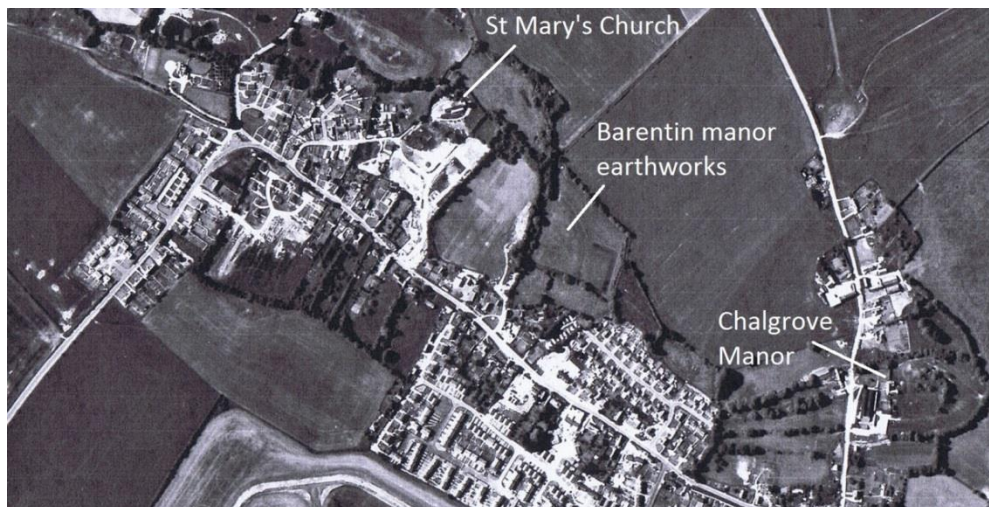 St Mary's Church
Barentin manor
earthworks
Chalgrove
Manor